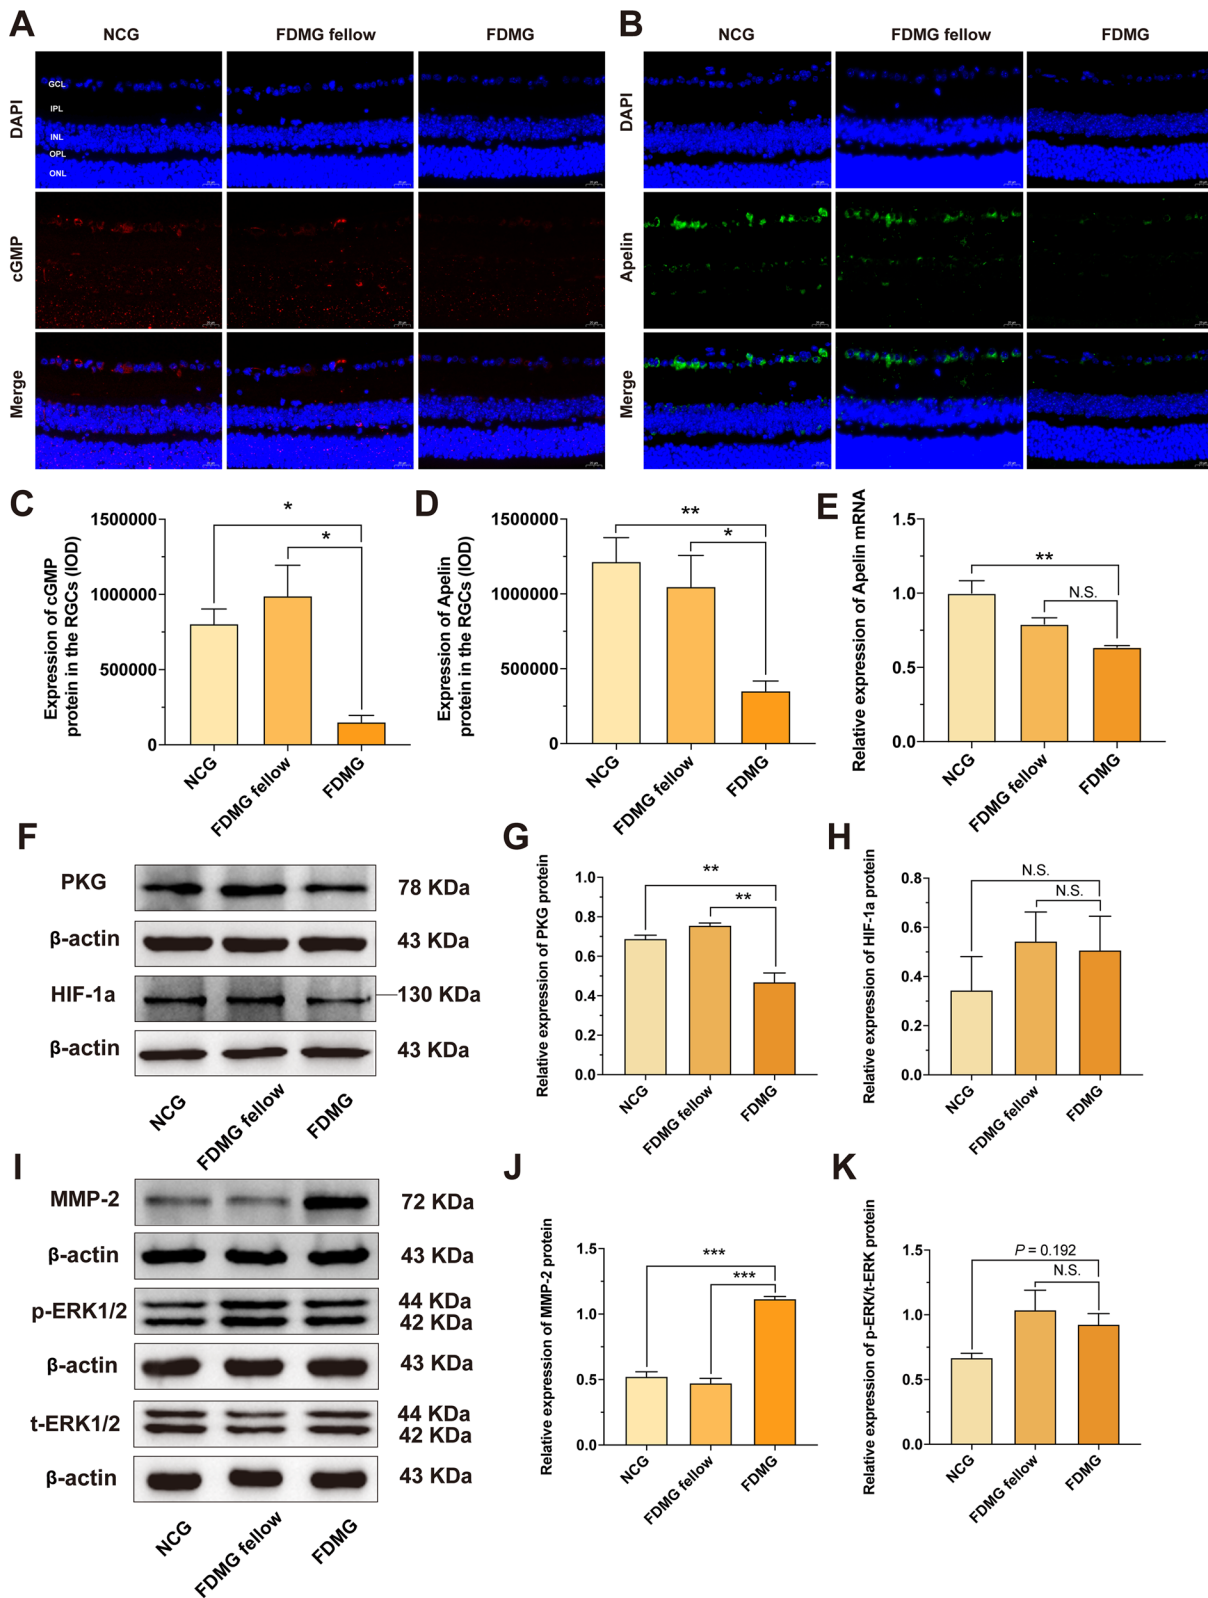 A
NCG
FDMG fellow
FDMG
DAPI
GCL
IPL
INL
OPL
ONL
cGMP
Merge
B
NCG
FDMG fellow
FDMG
DAPI
Apelin
Merge
C
Expression of cGMP
protein in the RGCs (IOD)
1500000
1000000
500000
0
*
*
NCG
FDMG fellow
FDMG
D
Expression of Apelin
protein in the RGCs (IOD)
1500000
1000000
500000
0
**
*
NCG
FDMG fellow
FDMG
E
Relative expression of Apelin mRNA
1.5
1.0
0.5
0.0
**
N.S.
NCG
FDMG fellow
FDMG
F
PKG
78 KDa
β-actin
43 KDa
HIF-1a
130 KDa
β-actin
43 KDa
NCG
FDMG fellow
FDMG
G
Relative expression of PKG protein
1.0
0.8
0.6
0.4
0.2
0.0
**
**
NCG
FDMG fellow
FDMG
H
Relative expression of HIF-1a protein
0.8
0.6
0.4
0.2
0.0
N.S.
N.S.
NCG
FDMG fellow
FDMG
I
MMP-2
72 KDa
β-actin
43 KDa
p-ERK1/2
44 KDa
42 KDa
β-actin
43 KDa
t-ERK1/2
44 KDa
42 KDa
β-actin
43 KDa
NCG
FDMG fellow
FDMG
J
Relative expression of MMP-2 protein
1.5
1.0
0.5
0.0
***
***
NCG
FDMG fellow
FDMG
K
Relative expression of p-ERK/t-ERK protein
1.5
1.0
0.5
0.0
P = 0.192
N.S.
NCG
FDMG fellow
FDMG